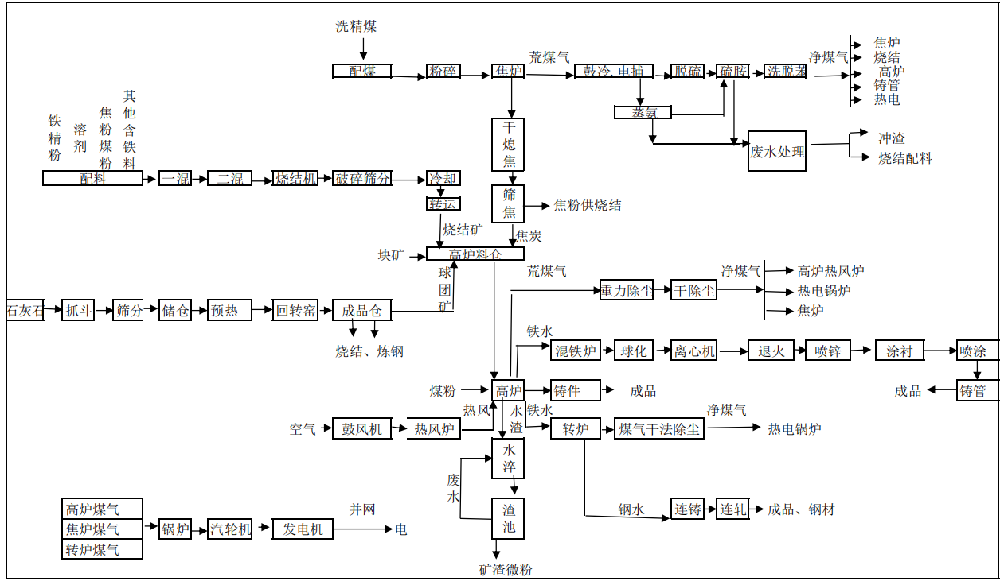 洗精煤
配煤
粉碎
焦炉
荒煤气
鼓冷,电捕
脱硫
硫胺
洗脱苯
净煤气
焦炉
烧结
高炉
铸管
热电
蒸氨
废水处理
冲渣
烧结配料
干熄焦
筛焦
焦粉供烧结
焦炭
铁精粉
溶剂
焦粉煤粉
其他含铁料
配料
一混
二混
烧结机
破碎筛分
冷却
转运
烧结矿
块矿
高炉料仓
球团矿
石灰石
抓斗
筛分
储仓
预热
回转窑
成品仓
烧结、炼钢
荒煤气
重力除尘
干除尘
净煤气
高炉热风炉
热电锅炉
焦炉
铁水
混铁炉
球化
离心机
退火
喷锌
涂衬
喷涂
铸管
成品
煤粉
高炉
铸件
成品
空气
鼓风机
热风炉
热风
水渣
铁水
转炉
煤气干法除尘
净煤气
热电锅炉
水淬
废水
渣池
矿渣微粉
钢水
连铸
连轧
成品、钢材
高炉煤气
焦炉煤气
转炉煤气
锅炉
汽轮机
发电机
并网
电